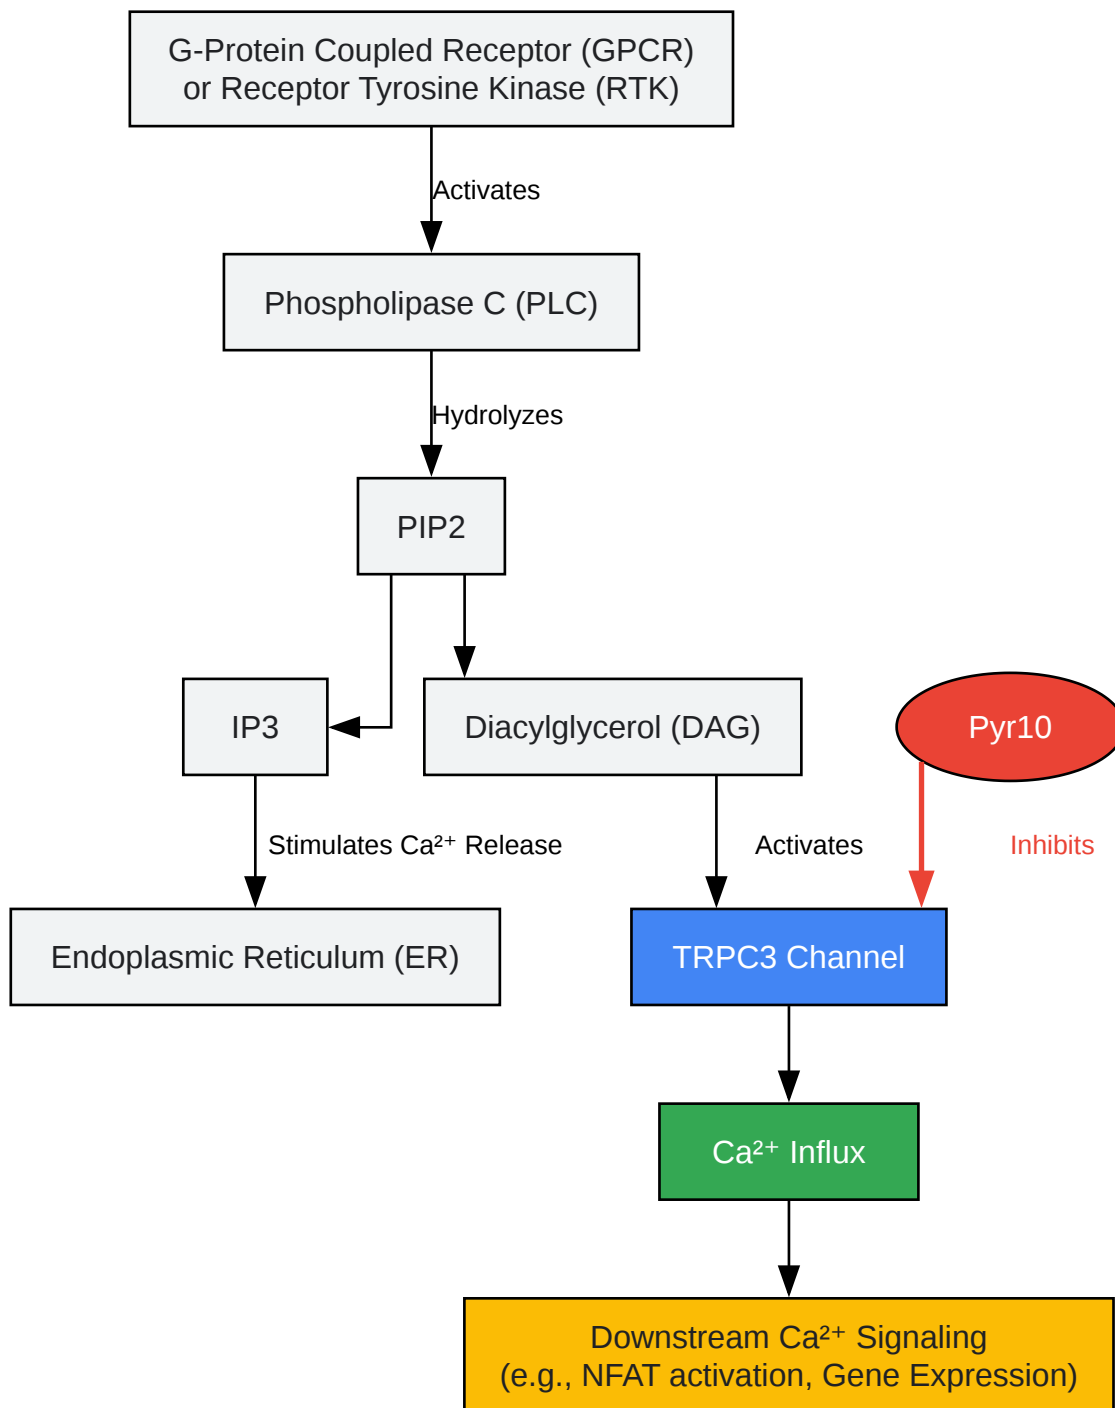 G-Protein Coupled Receptor (GPCR)
or Receptor Tyrosine Kinase (RTK)
Activates
Phospholipase C (PLC)
Hydrolyzes
PIP2
IP3
Diacylglycerol (DAG)
Pyr10
Stimulates Ca²⁺ Release
Activates
Inhibits
Endoplasmic Reticulum (ER)
TRPC3 Channel
Ca²⁺ Influx
Downstream Ca²⁺ Signaling
(e.g., NFAT activation, Gene Expression)